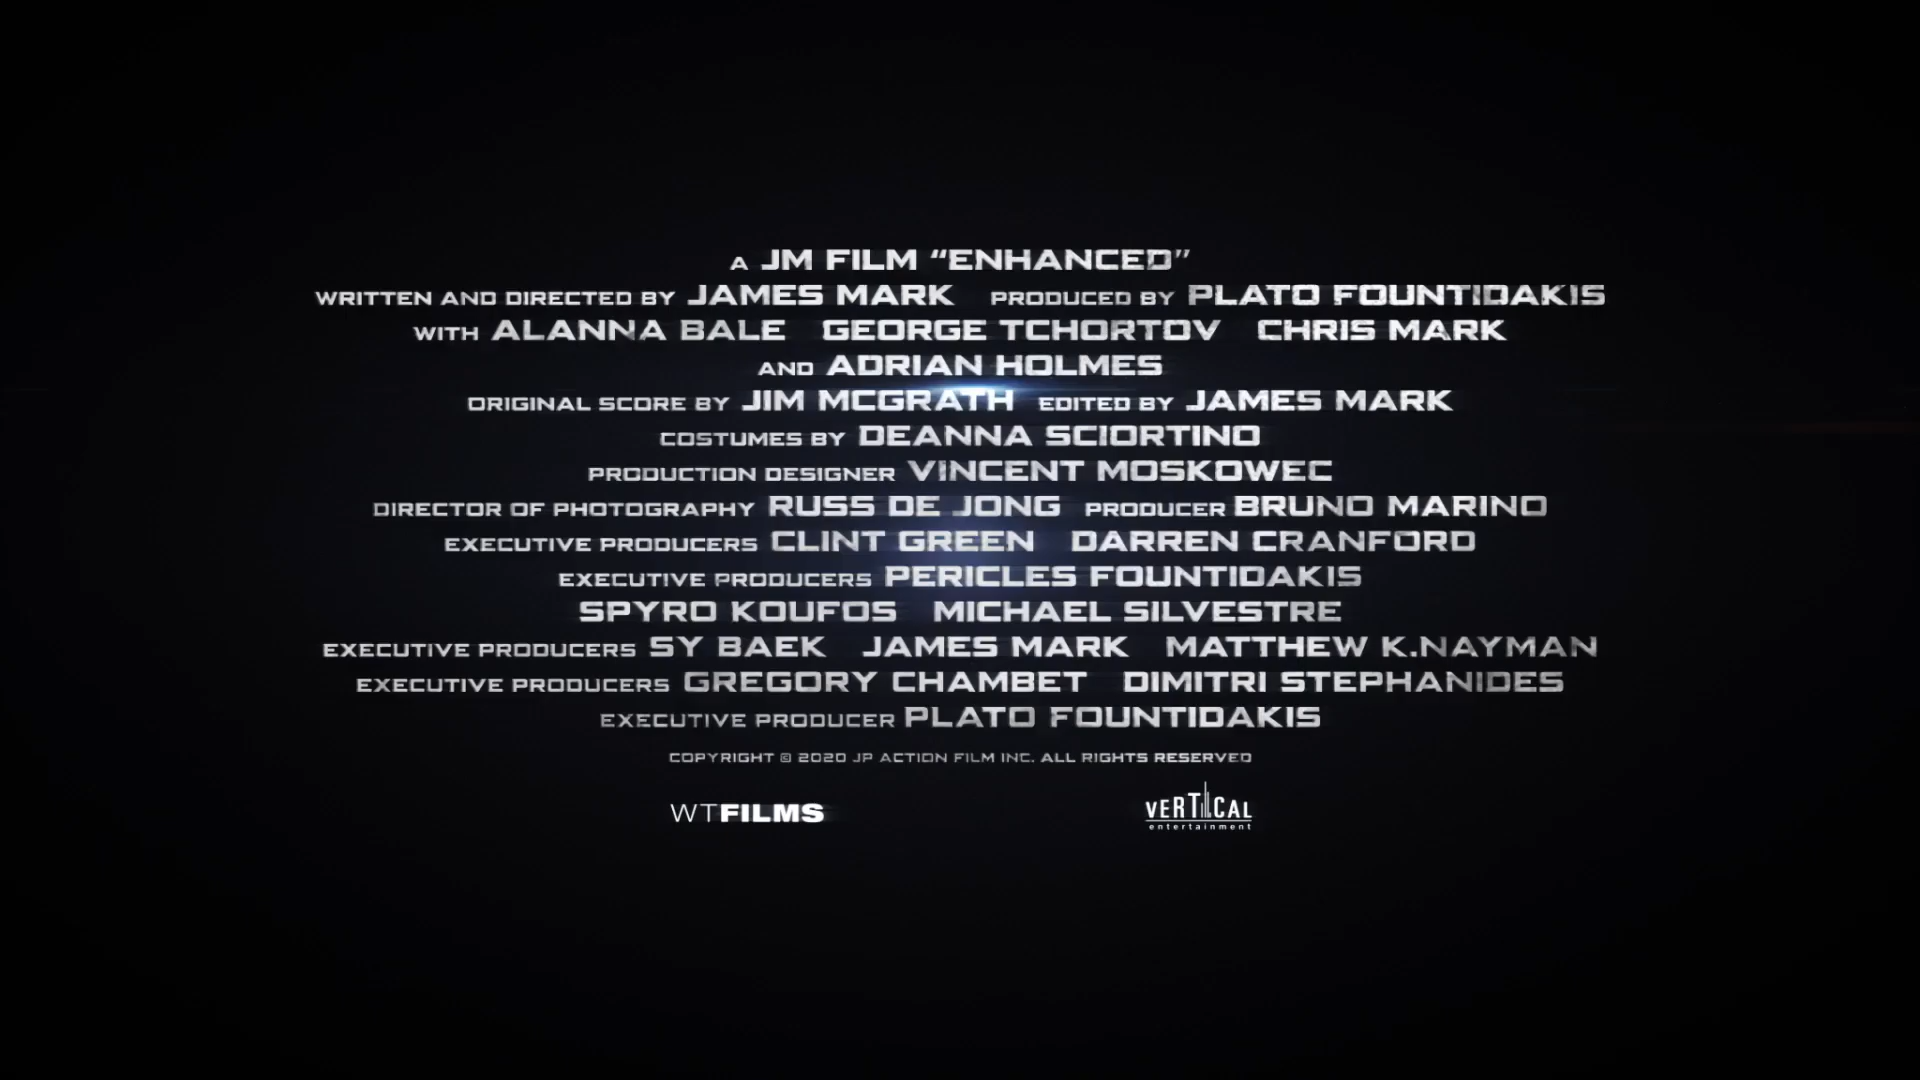 A JM FILM “ENHANCED”
WRITTEN AND DIRECTED BY JAMES MARK PRODUCED BY PLATO FOUNTIDAKIS
WITH ALANNA BALE GEORGE TCHORTOV CHRIS MARK
AND ADRIAN HOLMES
ORIGINAL SCORE BY JIM MCGRATH EDITED BY JAMES MARK
COSTUMES BY DEANNA SCIORTINO
PRODUCTION DESIGNER VINCENT MOSKOWEC
DIRECTOR OF PHOTOGRAPHY RUSS DE JONG PRODUCER BRUNO MARINO
EXECUTIVE PRODUCERS CLINT GREEN DARREN CRANFORD
EXECUTIVE PRODUCERS PERICLES FOUNTIDAKIS
SPYRO KOUFOS MICHAEL SILVESTRE
EXECUTIVE PRODUCERS SY BAEK JAMES MARK MATTHEW K.NAYMAN
EXECUTIVE PRODUCERS GREGORY CHAMBET DIMITRI STEPHANIDES
EXECUTIVE PRODUCER PLATO FOUNTIDAKIS
COPYRIGHT © 2020 JP ACTION FILM INC. ALL RIGHTS RESERVED
WTFILMS
VERTICAL
entertainment